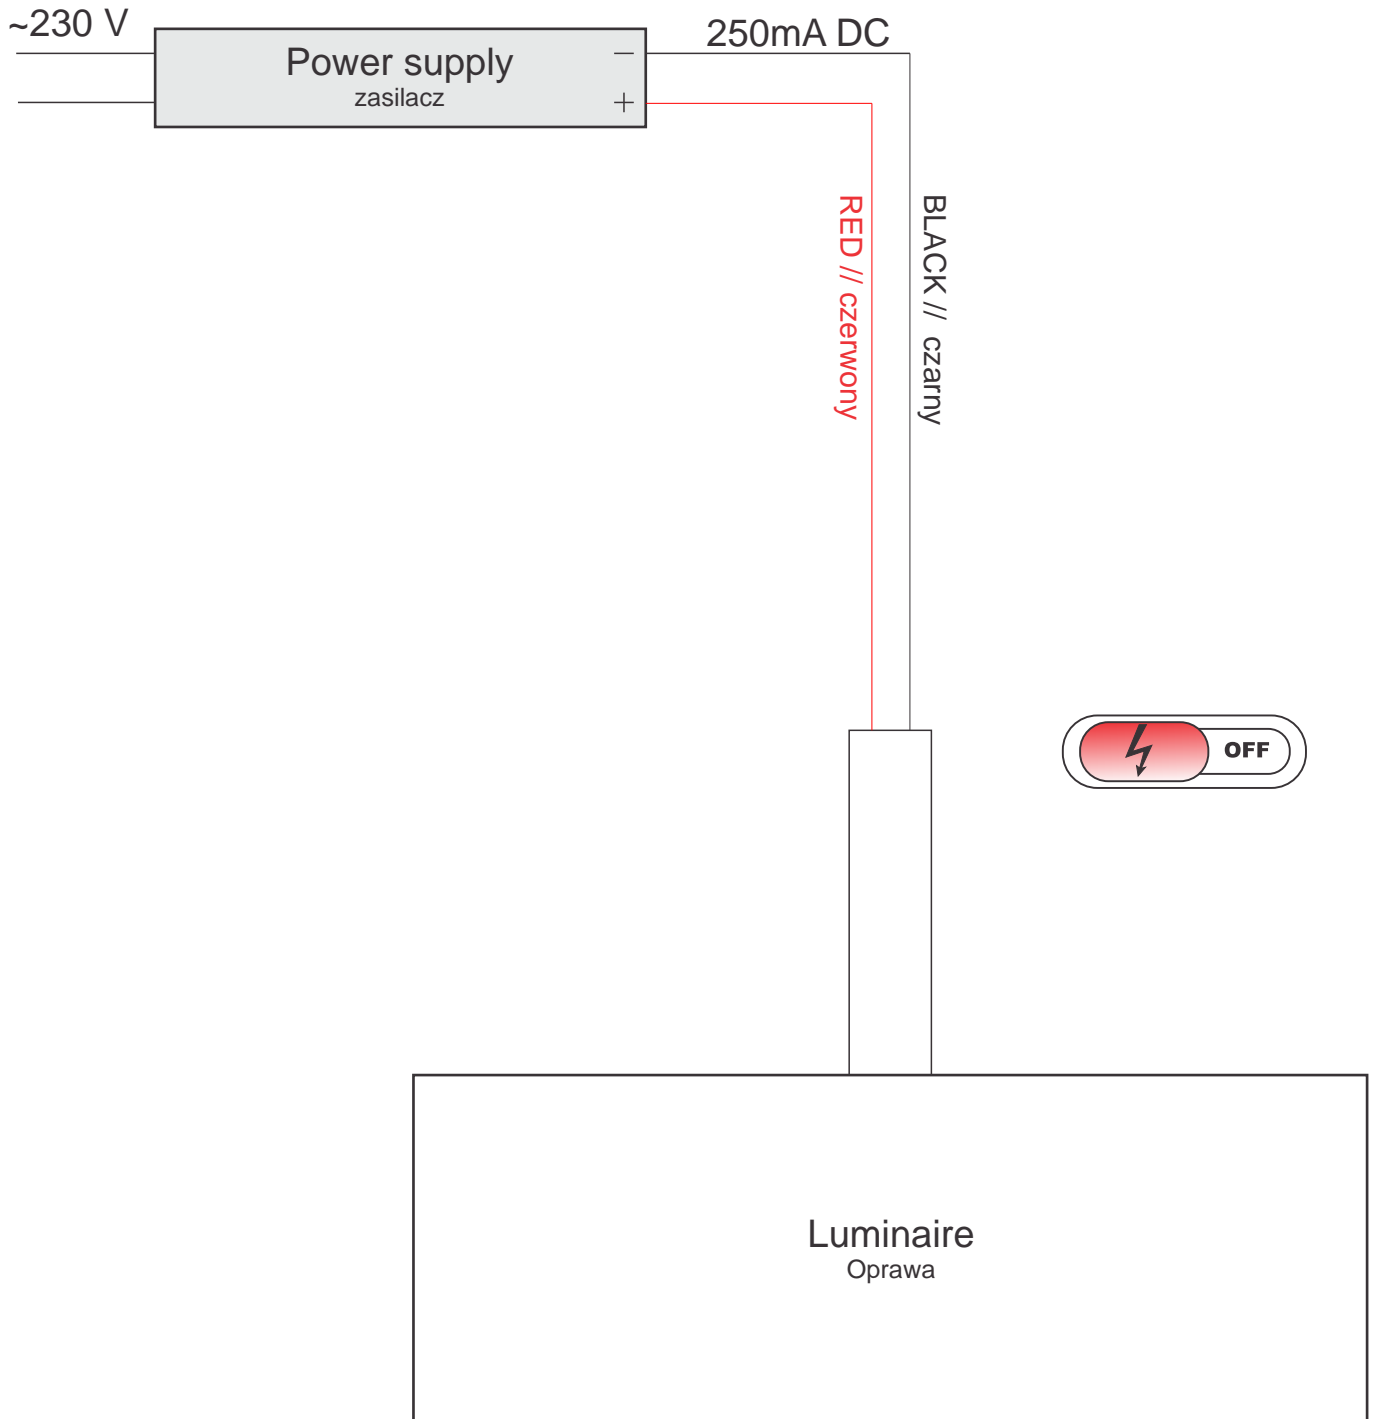 ~230 V
Power supply
zasilacz
−
+
250mA DC
RED // czerwony
BLACK // czarny
OFF
Luminaire
Oprawa